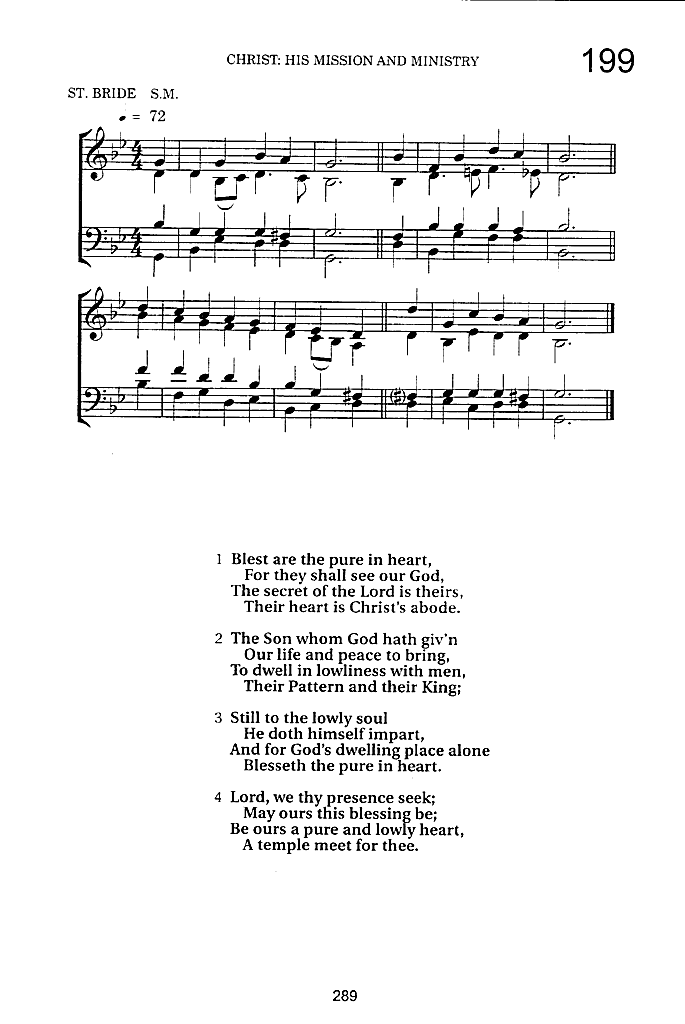 CHRIST: HIS MISSION AND MINISTRY
199
ST. BRIDE S.M.
♩ = 72
1 Blest are the pure in heart,
For they shall see our God,
The secret of the Lord is theirs,
Their heart is Christ's abode.
2 The Son whom God hath giv'n
Our life and peace to bring,
To dwell in lowliness with men,
Their Pattern and their King;
3 Still to the lowly soul
He doth himself impart,
And for God's dwelling place alone
Blesseth the pure in heart.
4 Lord, we thy presence seek;
May ours this blessing be;
Be ours a pure and lowly heart,
A temple meet for thee.
289